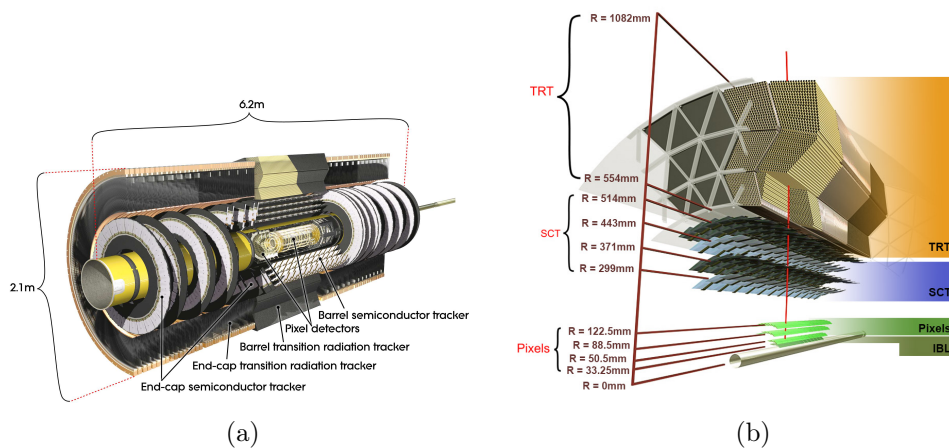 6.2m
2.1m
Barrel semiconductor tracker
Pixel detectors
Barrel transition radiation tracker
End-cap transition radiation tracker
End-cap semiconductor tracker
(a)
R = 1082mm
TRT
R = 554mm
R = 514mm
R = 443mm
SCT
R = 371mm
R = 299mm
TRT
SCT
Pixels
R = 122.5mm
Pixels
R = 88.5mm
IBL
R = 50.5mm
R = 33.25mm
R = 0mm
(b)